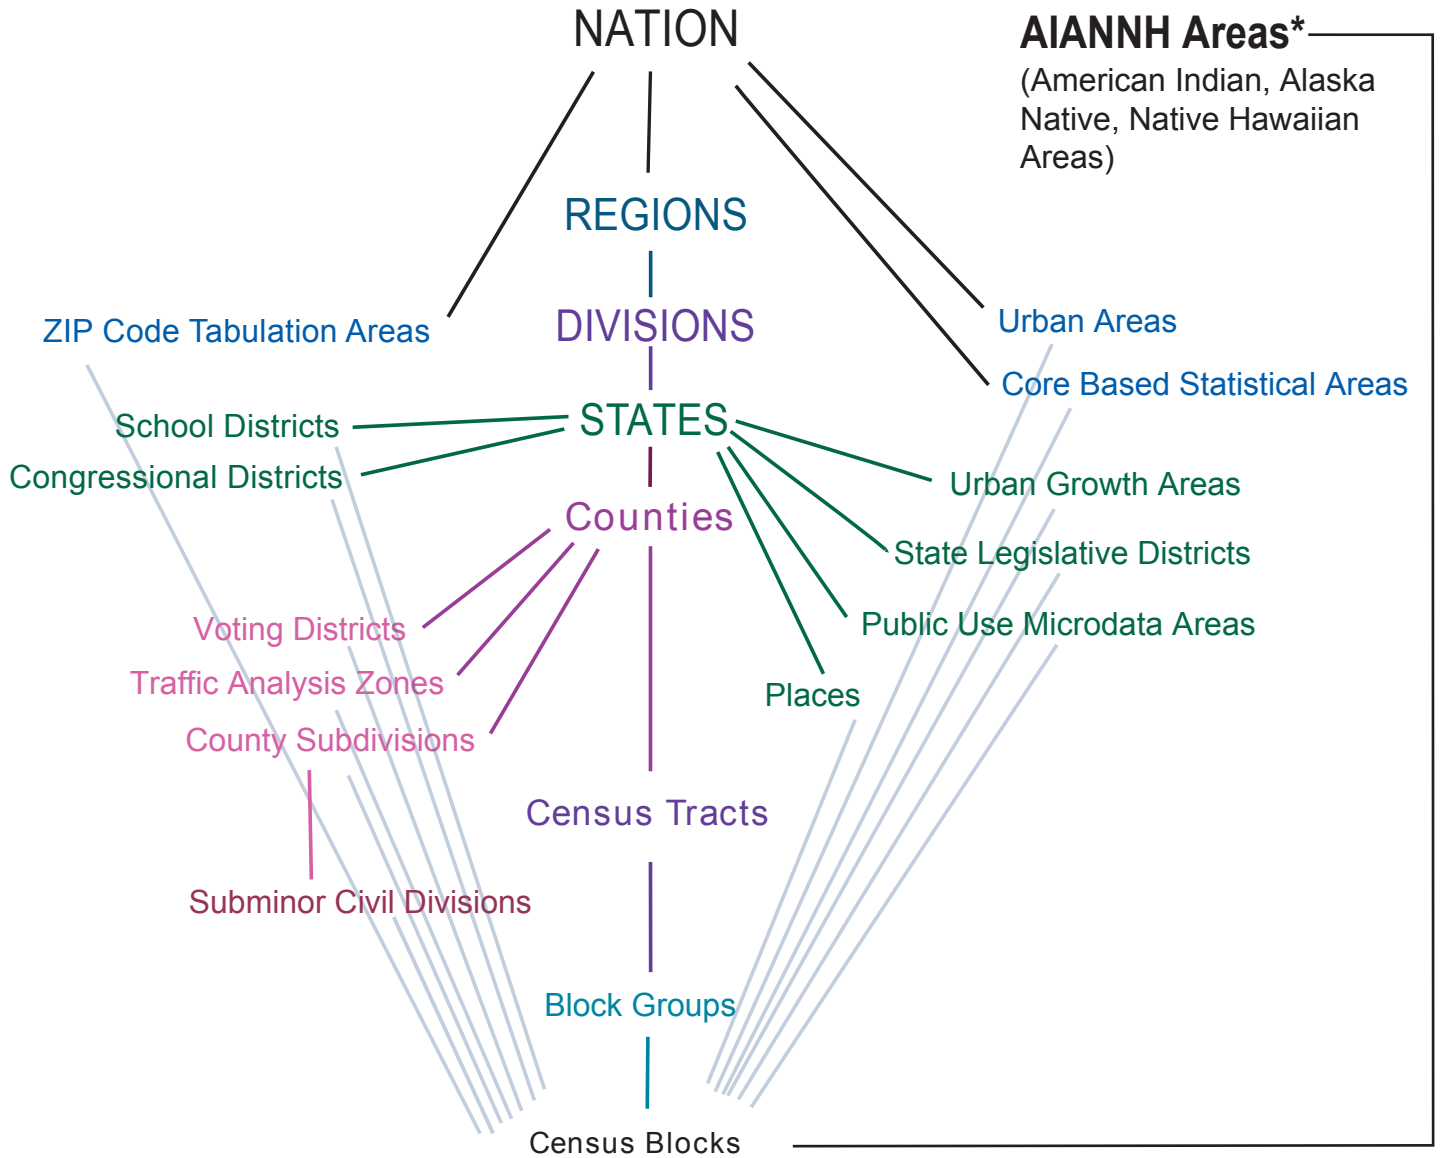 NATION
AIANNH Areas*
(American Indian, Alaska
Native, Native Hawaiian
Areas)
REGIONS
ZIP Code Tabulation Areas
DIVISIONS
Urban Areas
Core Based Statistical Areas
School Districts
STATES
Congressional Districts
Urban Growth Areas
Counties
State Legislative Districts
Voting Districts
Public Use Microdata Areas
Traffic Analysis Zones
Places
County Subdivisions
Census Tracts
Subminor Civil Divisions
Block Groups
Census Blocks